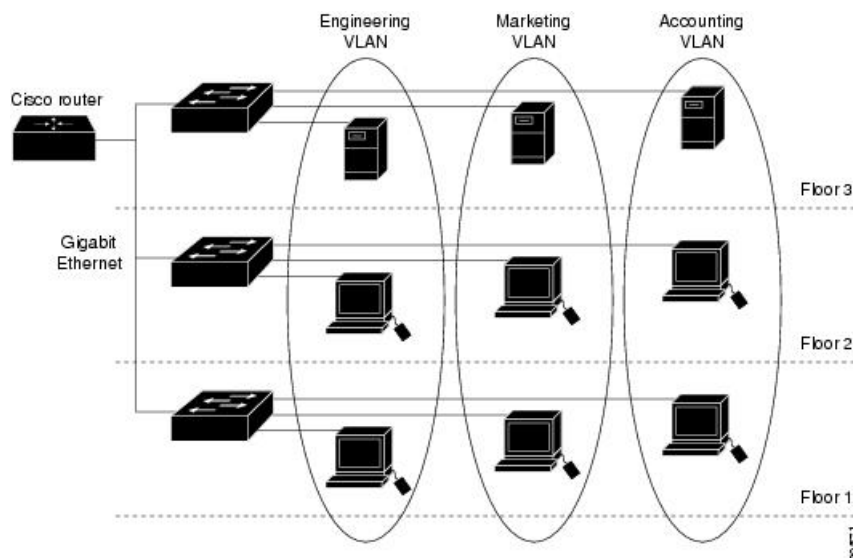 Engineering
VLAN
Marketing
VLAN
Accounting
VLAN
Cisco router
Floor 3
Gigabit
Ethernet
Floor 2
Floor 1